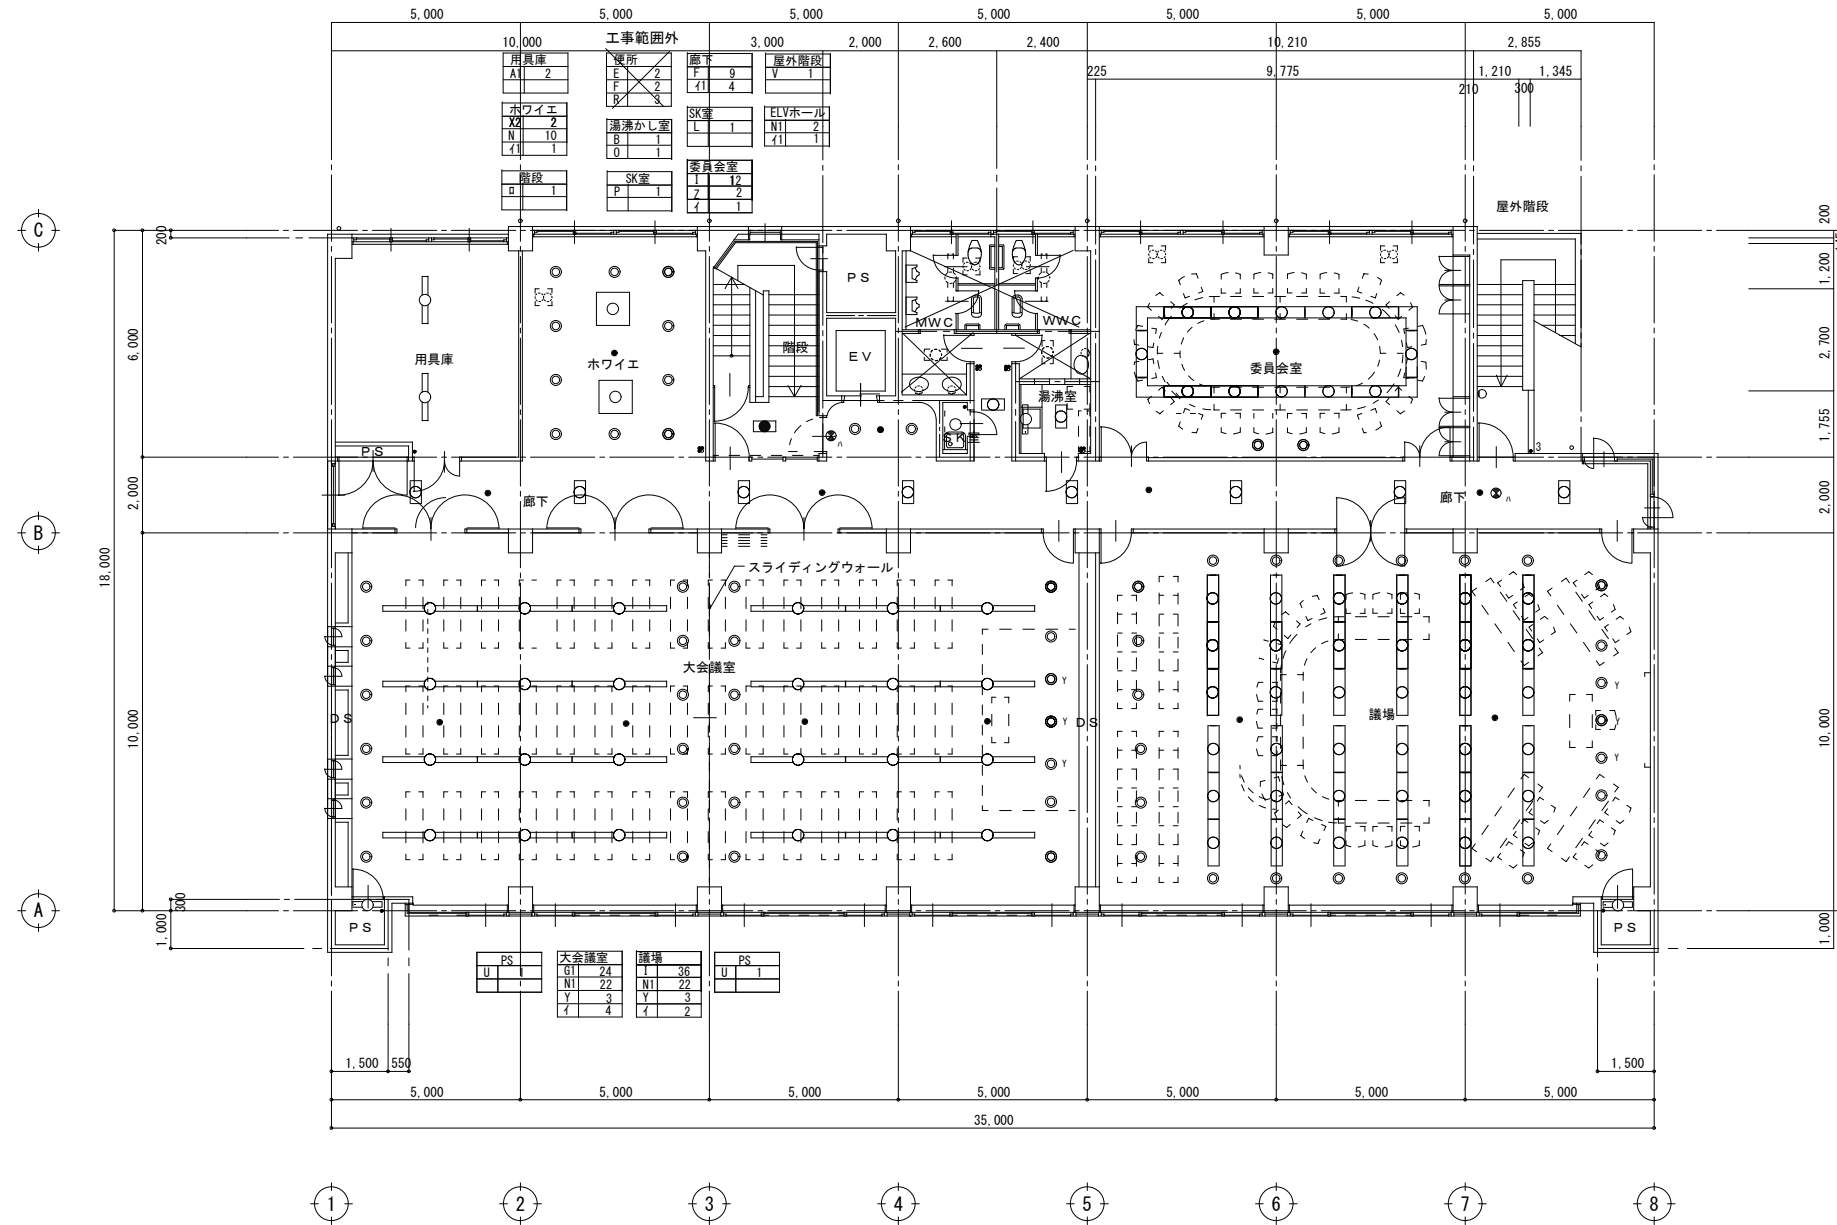 5,000 5,000 5,000 5,000 5,000 5,000 5,000
10,000 3,000 2,000 2,600 2,400 10,210 2,855
225 9,775 1,210 1,345
210 300
工事範囲外
用具庫
A1 2
便所
E 2
F 2
R 3
廊下
F 9
イ1 4
屋外階段
V 1
ホワイエ
X2 2
N 10
イ1 1
湯沸かし室
B 1
O 1
SK室
L 1
ELVホール
N1 2
イ1 1
階段
ロ 1
SK室
P 1
委員会室
I 12
Z 2
イ 1
屋外階段
C
200
6,000
2,000
18,000
10,000
300
1,000
B
A
200
1,200
2,700
1,755
2,000
10,000
1,000
用具庫
ホワイエ
階段
PS
EV
MWC
WWC
SK室
湯沸室
委員会室
3
PS
廊下
ハ
廊下
ハ
スライディングウォール
大会議室
DS
Y
Y
Y
DS
議場
Y
Y
Y
PS
PS
PS
U 1
大会議室
G1 24
N1 22
Y 3
イ 4
議場
I 36
N1 22
Y 3
イ 2
PS
U 1
1,500 550 1,500
5,000 5,000 5,000 5,000 5,000 5,000 5,000
35,000
1 2 3 4 5 6 7 8